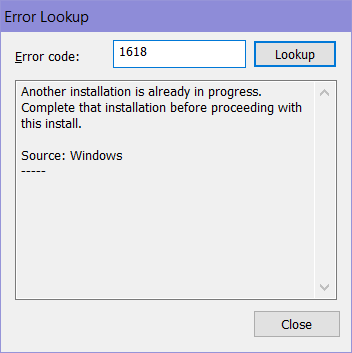 Error Lookup
Error code: 1618 Lookup
Another installation is already in progress.
Complete that installation before proceeding with
this install.
Source: Windows
-----
Close